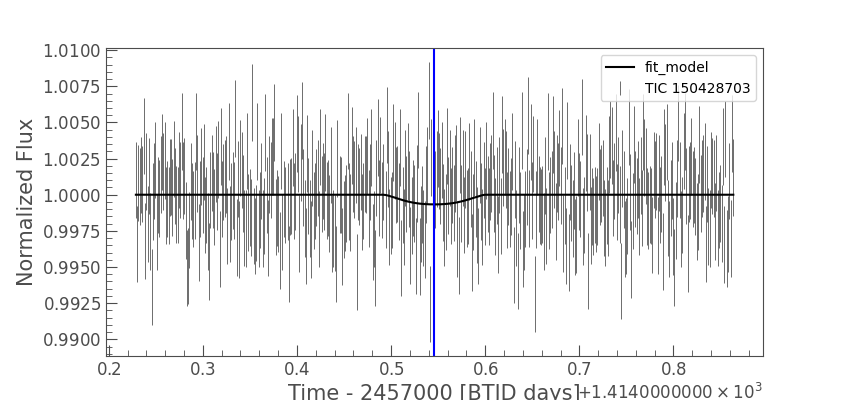 1.0100
1.0075
1.0050
1.0025
1.0000
0.9975
0.9950
0.9925
0.9900
Normalized Flux
fit_model
TIC 150428703
0.2 0.3 0.4 0.5 0.6 0.7 0.8
Time - 2457000 [BTJD days]
+1.4140000000 × 10³